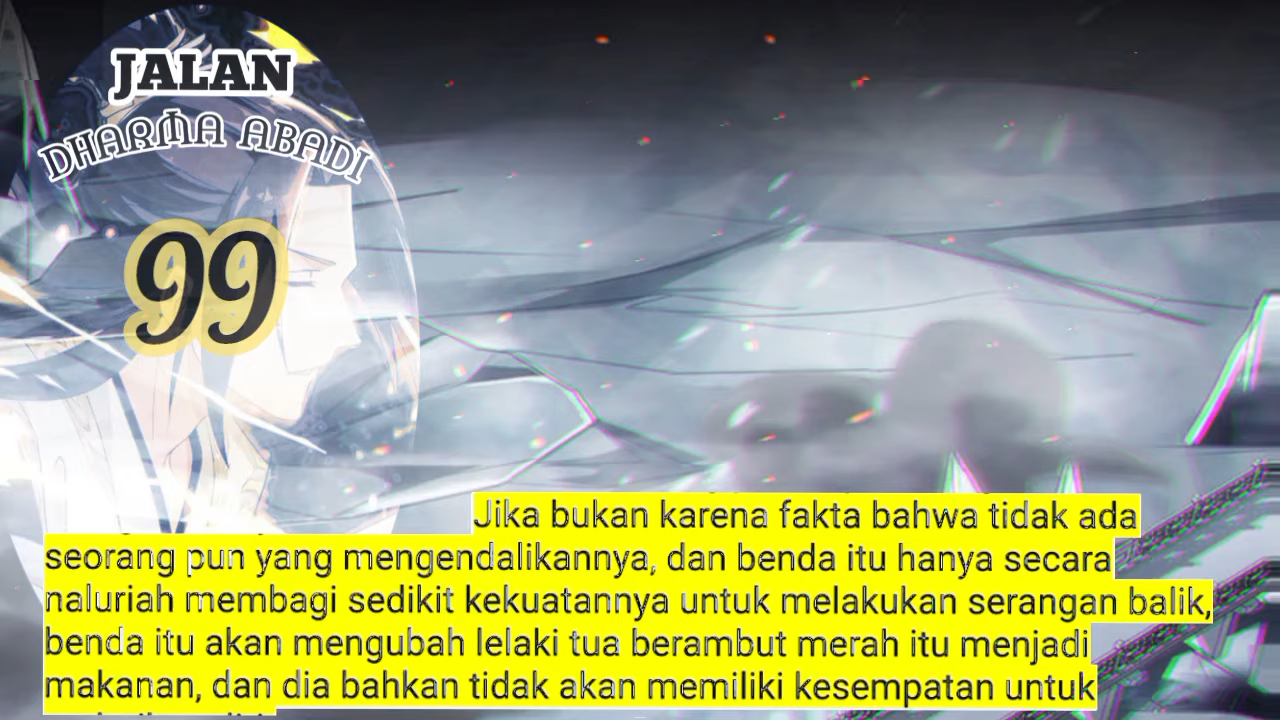 JALAN
DHARMA ABADI
99
Jika bukan karena fakta bahwa tidak ada
seorang pun yang mengendalikannya, dan benda itu hanya secara
naluriah membagi sedikit kekuatannya untuk melakukan serangan balik,
benda itu akan mengubah lelaki tua berambut merah itu menjadi
makanan, dan dia bahkan tidak akan memiliki kesempatan untuk